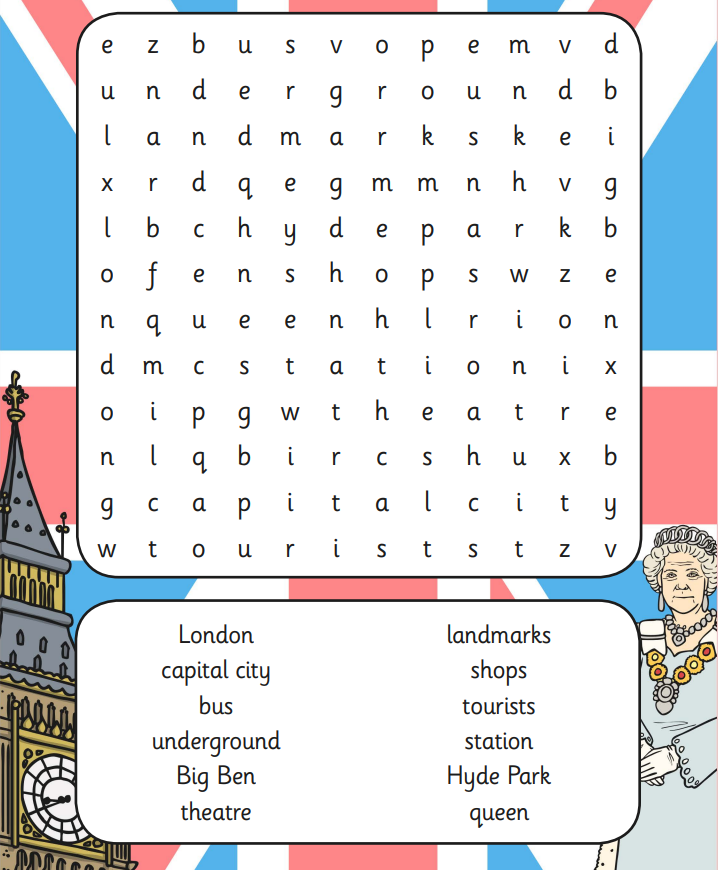 e z b u s v o p e m v d
u n d e r g r o u n d b
l a n d m a r k s k e i
x r d q e g m m n h v g
l b c h y d e p a r k b
o f e n s h o p s w z e
n q u e e n h l r i o n
d m c s t a t i o n i x
o i p g w t h e a t r e
n l q b i r c s h u x b
g c a p i t a l c i t y
w t o u r i s t s t z v
London
capital city
bus
underground
Big Ben
theatre
landmarks
shops
tourists
station
Hyde Park
queen